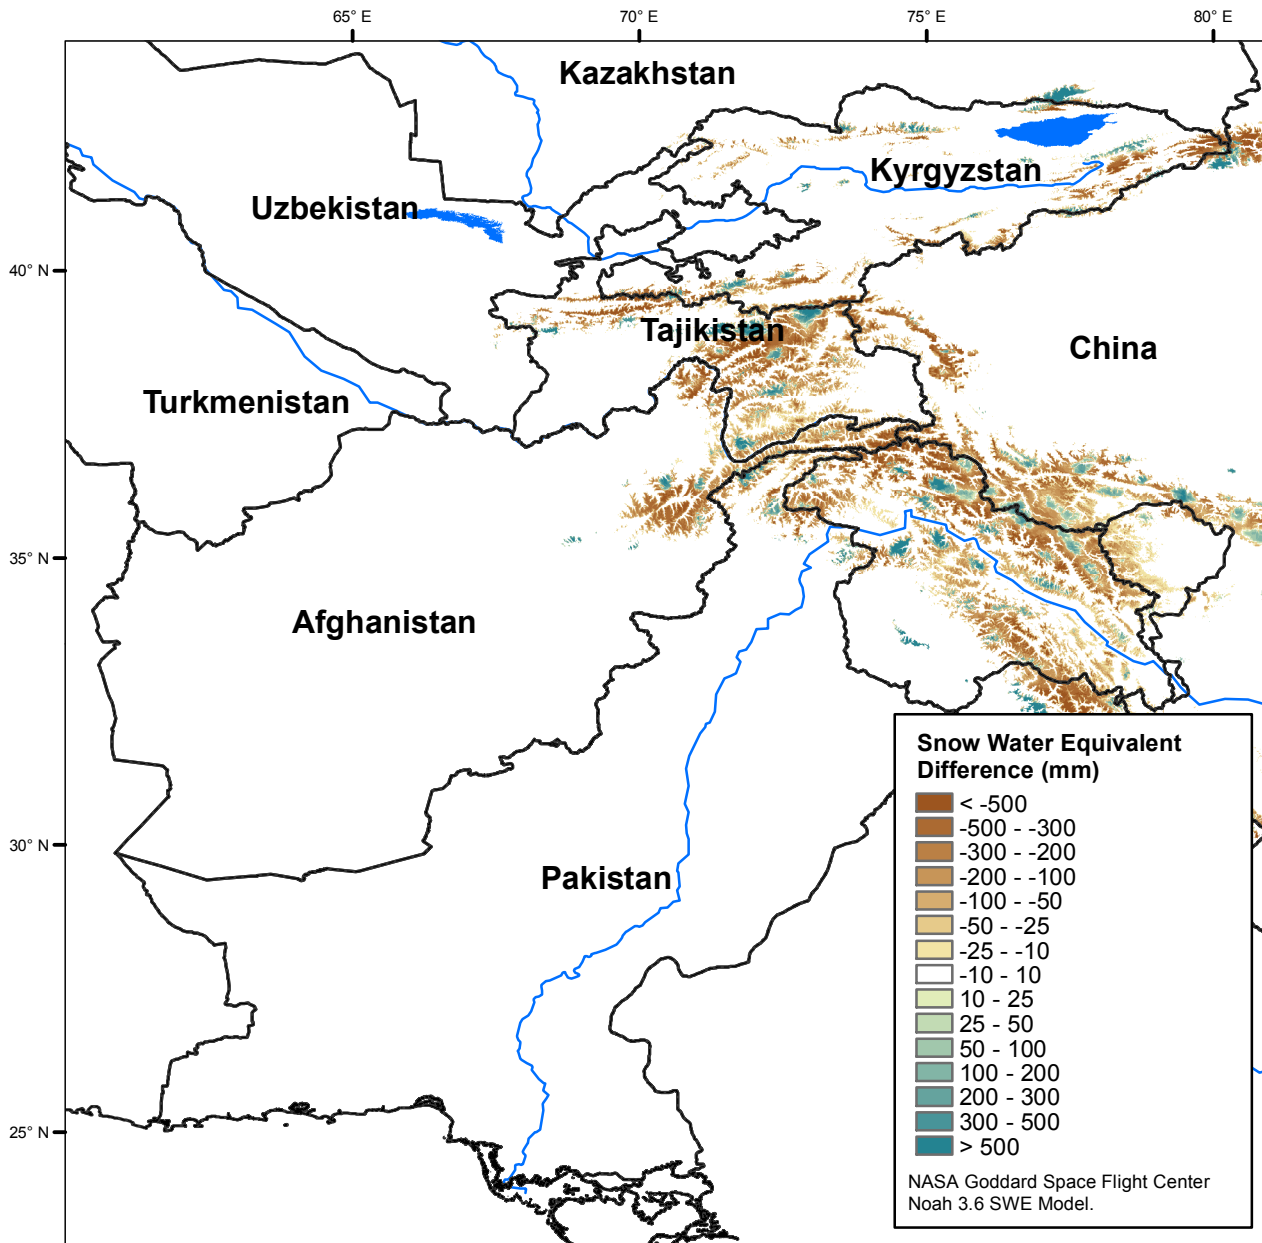 65° E
70° E
75° E
80° E
Kazakhstan
Kyrgyzstan
Uzbekistan
40° N
Tajikistan
China
Turkmenistan
35° N
Afghanistan
30° N
Pakistan
25° N
Snow Water Equivalent
Difference (mm)
< -500
-500 - -300
-300 - -200
-200 - -100
-100 - -50
-50 - -25
-25 - -10
-10 - 10
10 - 25
25 - 50
50 - 100
100 - 200
200 - 300
300 - 500
> 500
NASA Goddard Space Flight Center
Noah 3.6 SWE Model.